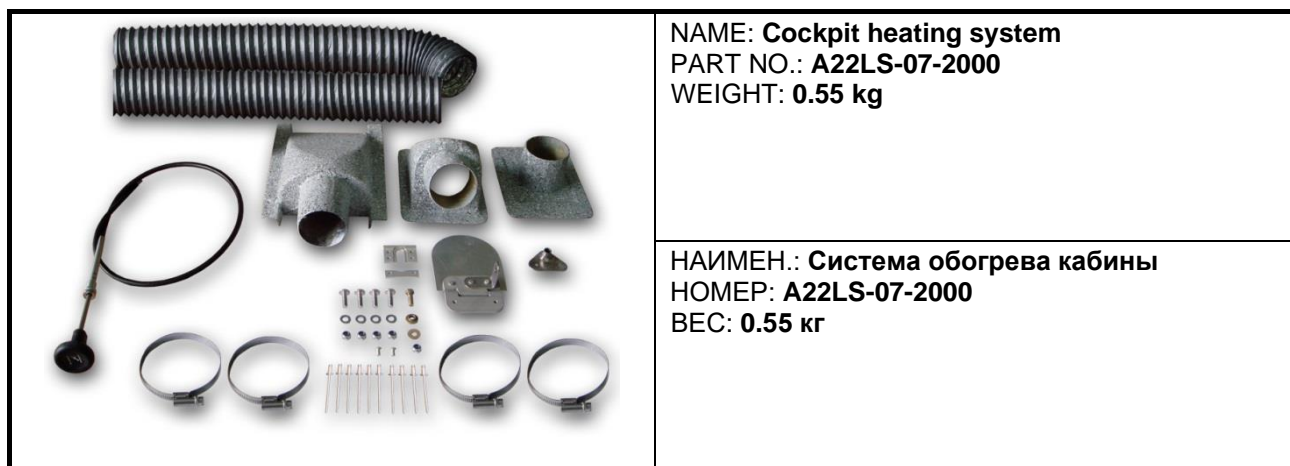 NAME: Cockpit heating system
PART NO.: A22LS-07-2000
WEIGHT: 0.55 kg
НАИМЕН.: Система обогрева кабины
НОМЕР: A22LS-07-2000
ВЕС: 0.55 кг